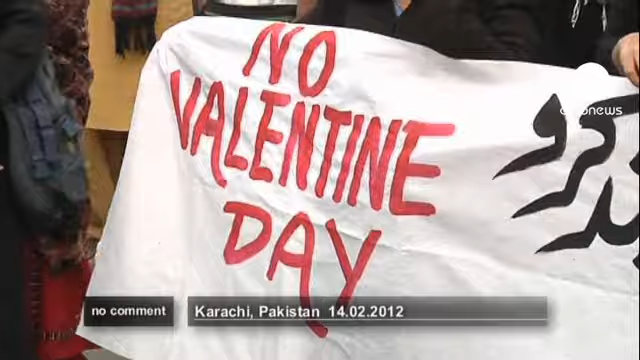 NO
VALENTINE
DAY
euronews
no comment
Karachi, Pakistan 14.02.2012